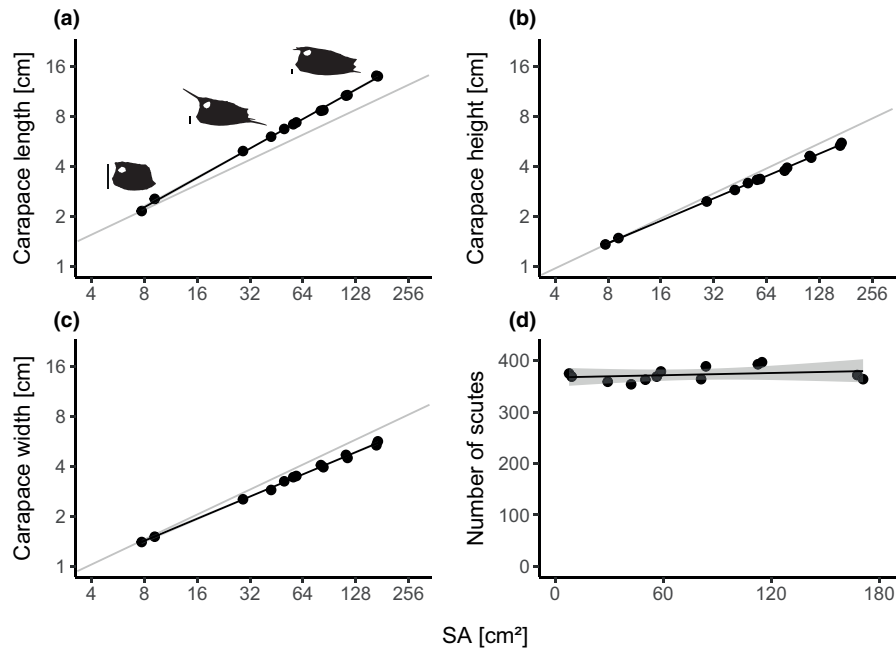 (a)
Carapace length [cm]
16
8
4
2
1
4 8 16 32 64 128 256
(b)
Carapace height [cm]
16
8
4
2
1
4 8 16 32 64 128 256
(c)
Carapace width [cm]
16
8
4
2
1
4 8 16 32 64 128 256
(d)
Number of scutes
400
300
200
100
0
0 60 120 180
SA [cm²]